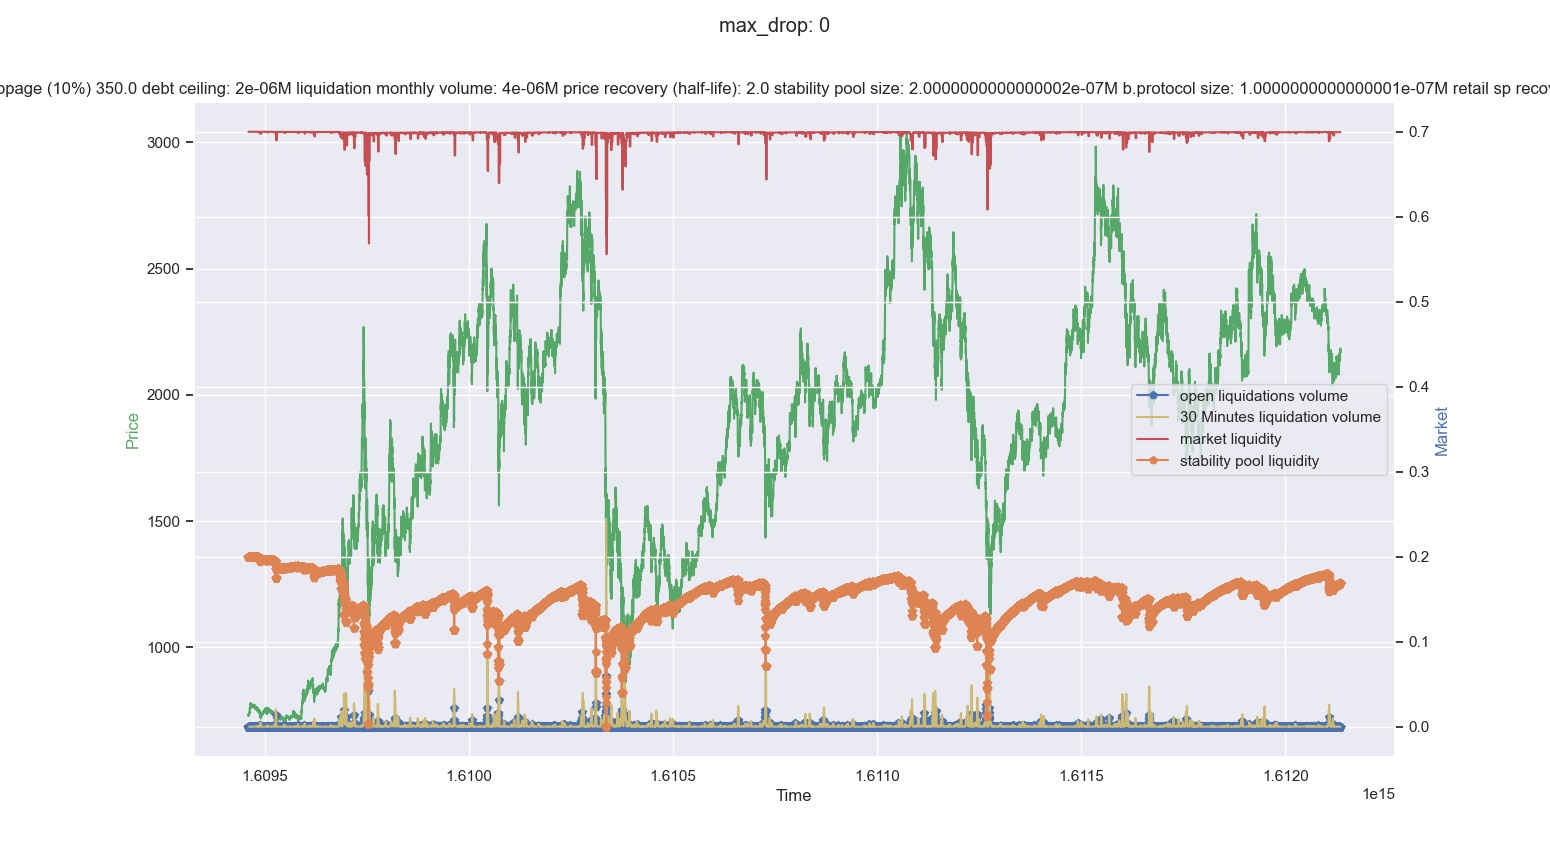 max_drop: 0
(10%) 350.0 debt ceiling: 2e-06M liquidation monthly volume: 4e-06M price recovery (half-life): 2.0 stability pool size: 2.0000000000000002e-07M b.protocol size: 1.0000000000000001e-07M retail sp
3000
2500
2000
1500
1000
Price
0.7
0.6
0.5
0.4
0.3
0.2
0.1
0.0
Market
open liquidations volume
30 Minutes liquidation volume
market liquidity
stability pool liquidity
1.6095
1.6100
1.6105
1.6110
1.6115
1.6120
1e15
Time